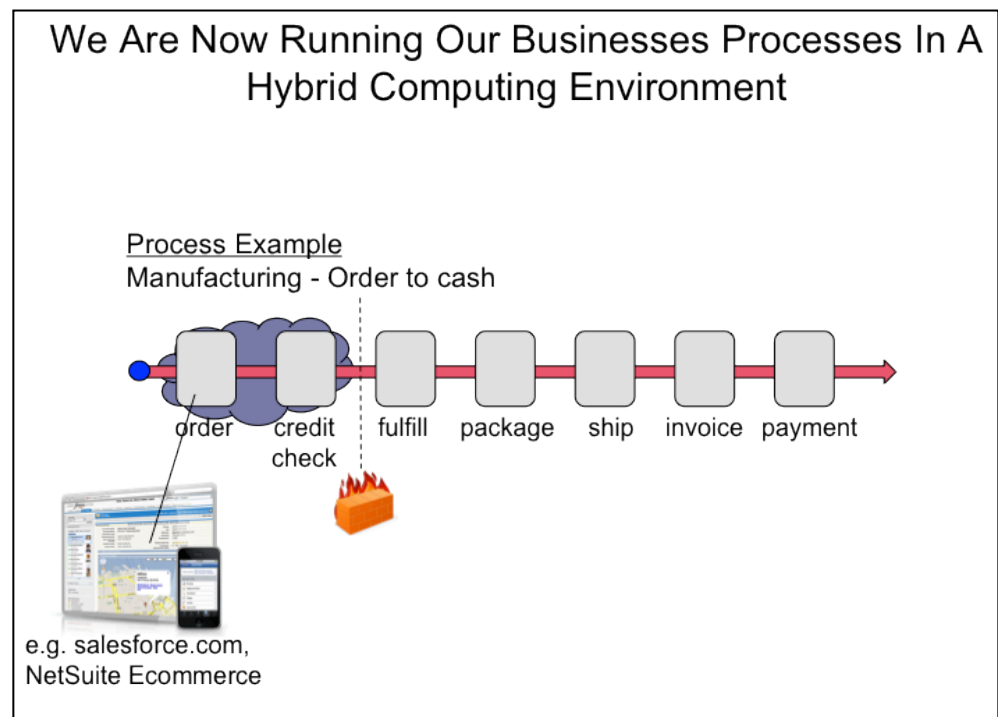 We Are Now Running Our Businesses Processes In A
Hybrid Computing Environment
Process Example
Manufacturing - Order to cash
order
credit
check
fulfill
package
ship
invoice
payment
e.g. salesforce.com,
NetSuite Ecommerce